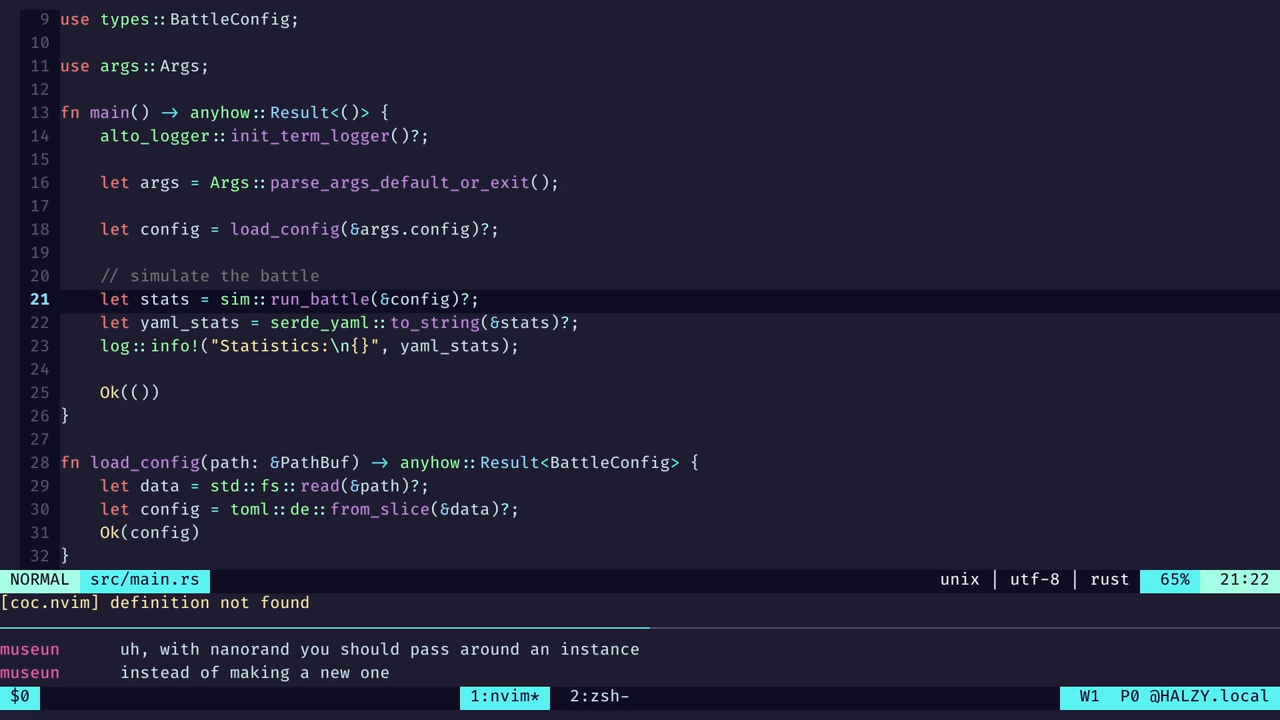 9 use types::BattleConfig;
10
11 use args::Args;
12
13 fn main() -> anyhow::Result<()> {
14     alto_logger::init_term_logger()?;
15
16     let args = Args::parse_args_default_or_exit();
17
18     let config = load_config(&args.config)?;
19
20     // simulate the battle
21     let stats = sim::run_battle(&config)?;
22     let yaml_stats = serde_yaml::to_string(&stats)?;
23     log::info!("Statistics:\n{}", yaml_stats);
24
25     Ok(())
26 }
27
28 fn load_config(path: &PathBuf) -> anyhow::Result<BattleConfig> {
29     let data = std::fs::read(&path)?;
30     let config = toml::de::from_slice(&data)?;
31     Ok(config)
32 }
NORMAL src/main.rs unix | utf-8 | rust 65% 21:22
[coc.nvim] definition not found
museun uh, with nanorand you should pass around an instance
museun instead of making a new one
$0 1:nvim* 2:zsh- W1 P0 @HALZY.local